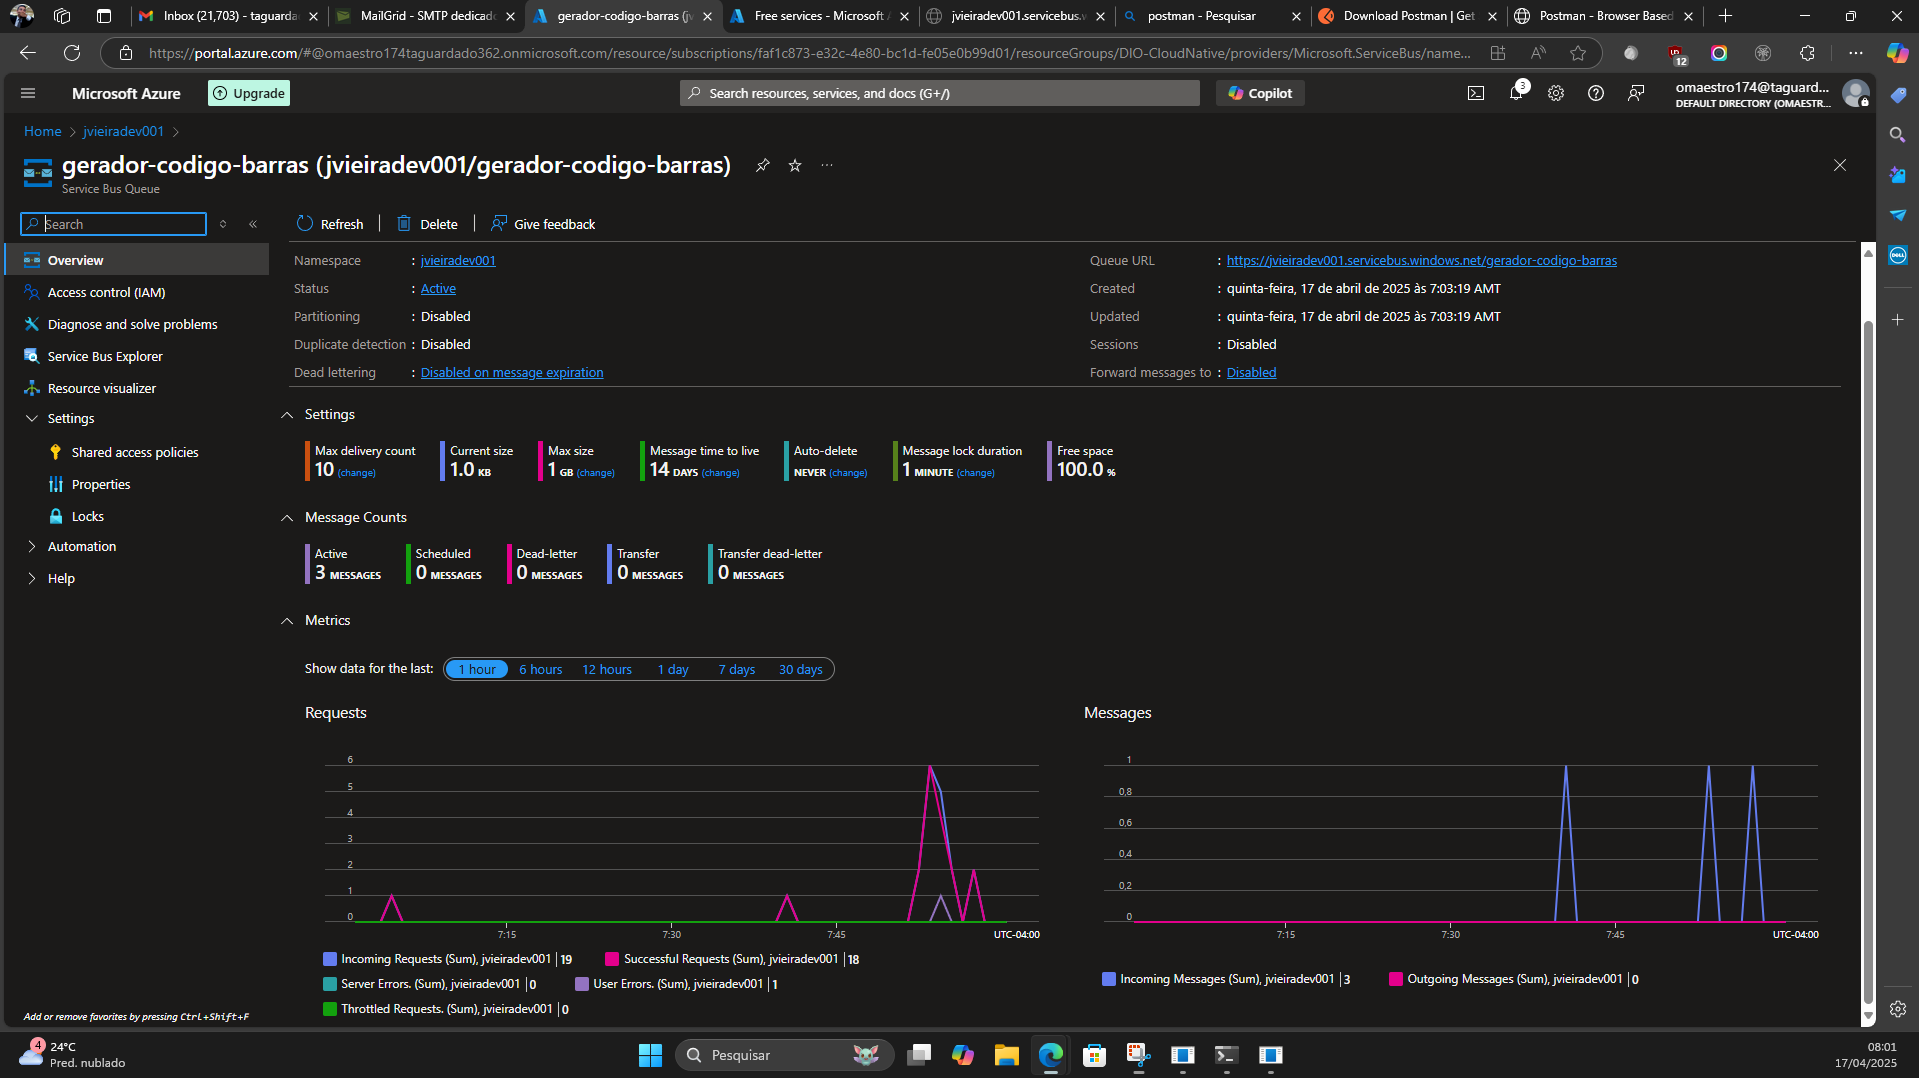 Inbox (21,703) - taguarda
MailGrid - SMTP dedicado
gerador-codigo-barras (jv
Free services - Microsoft A
jvieiradev001.servicebus.w
postman - Pesquisar
Download Postman | Get
Postman - Browser Based
https://portal.azure.com/#@omaestro174taguardado362.onmicrosoft.com/resource/subscriptions/faf1c873-e32c-4e80-bc1d-fe05e0b99d01/resourceGroups/DIO-CloudNative/providers/Microsoft.ServiceBus/name...
12
Microsoft Azure
Upgrade
Search resources, services, and docs (G+/)
Copilot
3
omaestro174@taguard...
DEFAULT DIRECTORY (OMAESTR...
Home > jvieiradev001 >
gerador-codigo-barras (jvieiradev001/gerador-codigo-barras)
Service Bus Queue
Search
Refresh
Delete
Give feedback
Overview
Access control (IAM)
Diagnose and solve problems
Service Bus Explorer
Resource visualizer
Settings
Shared access policies
Properties
Locks
Automation
Help
Add or remove favorites by pressing Ctrl+Shift+F
Namespace : jvieiradev001
Status : Active
Partitioning : Disabled
Duplicate detection : Disabled
Dead lettering : Disabled on message expiration
Queue URL : https://jvieiradev001.servicebus.windows.net/gerador-codigo-barras
Created : quinta-feira, 17 de abril de 2025 às 7:03:19 AMT
Updated : quinta-feira, 17 de abril de 2025 às 7:03:19 AMT
Sessions : Disabled
Forward messages to : Disabled
Settings
Max delivery count
10 (change)
Current size
1.0 KB
Max size
1 GB (change)
Message time to live
14 DAYS (change)
Auto-delete
NEVER (change)
Message lock duration
1 MINUTE (change)
Free space
100.0 %
Message Counts
Active
3 MESSAGES
Scheduled
0 MESSAGES
Dead-letter
0 MESSAGES
Transfer
0 MESSAGES
Transfer dead-letter
0 MESSAGES
Metrics
Show data for the last: 1 hour 6 hours 12 hours 1 day 7 days 30 days
Requests
6
5
4
3
2
1
0
7:15 7:30 7:45 UTC-04:00
Incoming Requests (Sum), jvieiradev001 | 19
Successful Requests (Sum), jvieiradev001 | 18
Server Errors. (Sum), jvieiradev001 | 0
User Errors. (Sum), jvieiradev001 | 1
Throttled Requests. (Sum), jvieiradev001 | 0
Messages
1
0,8
0,6
0,4
0,2
0
7:15 7:30 7:45 UTC-04:00
Incoming Messages (Sum), jvieiradev001 | 3
Outgoing Messages (Sum), jvieiradev001 | 0
DELL
4
24°C
Pred. nublado
Pesquisar
08:01
17/04/2025